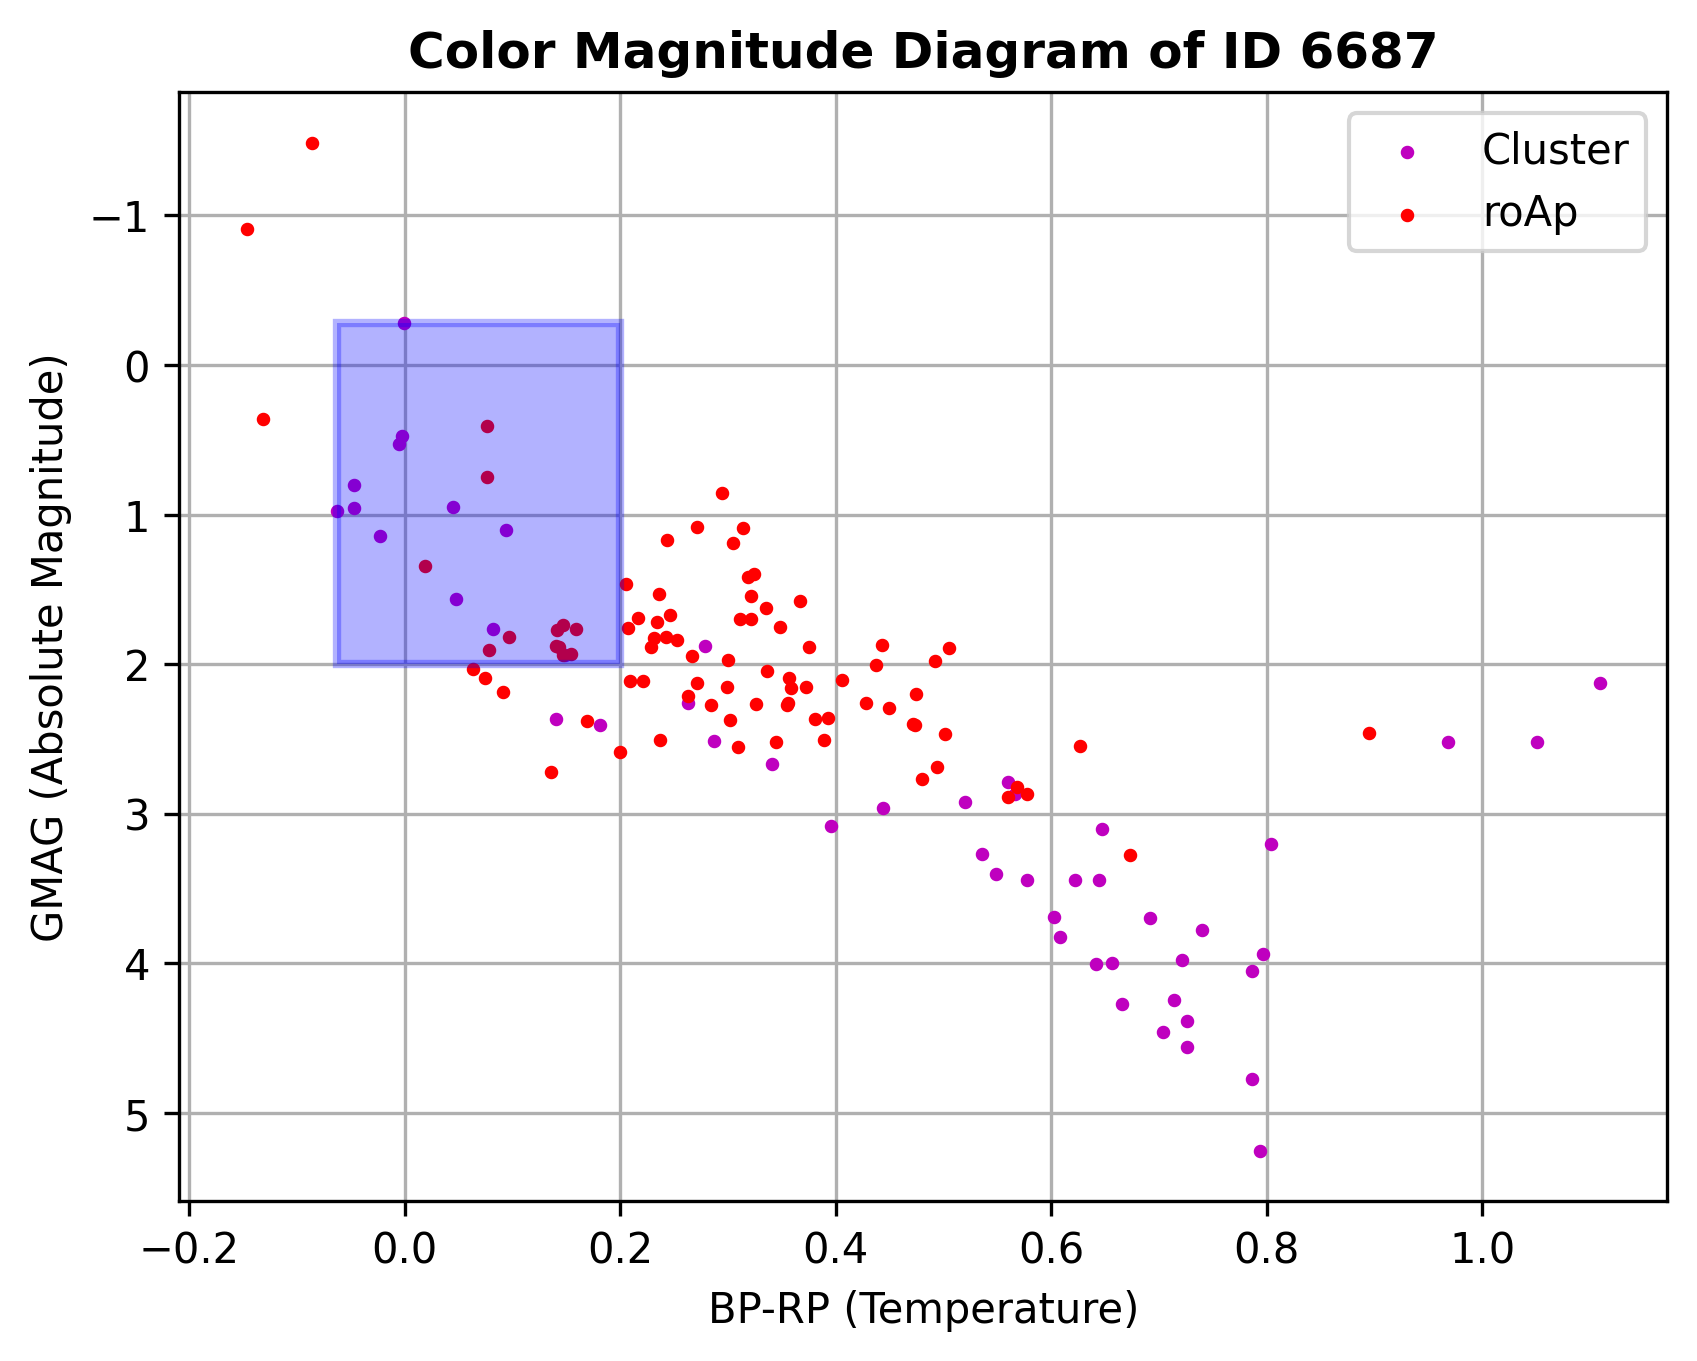 Color Magnitude Diagram of ID 6687
Cluster
roAp
−1
0
1
2
3
4
5
GMAG (Absolute Magnitude)
−0.2 0.0 0.2 0.4 0.6 0.8 1.0
BP-RP (Temperature)